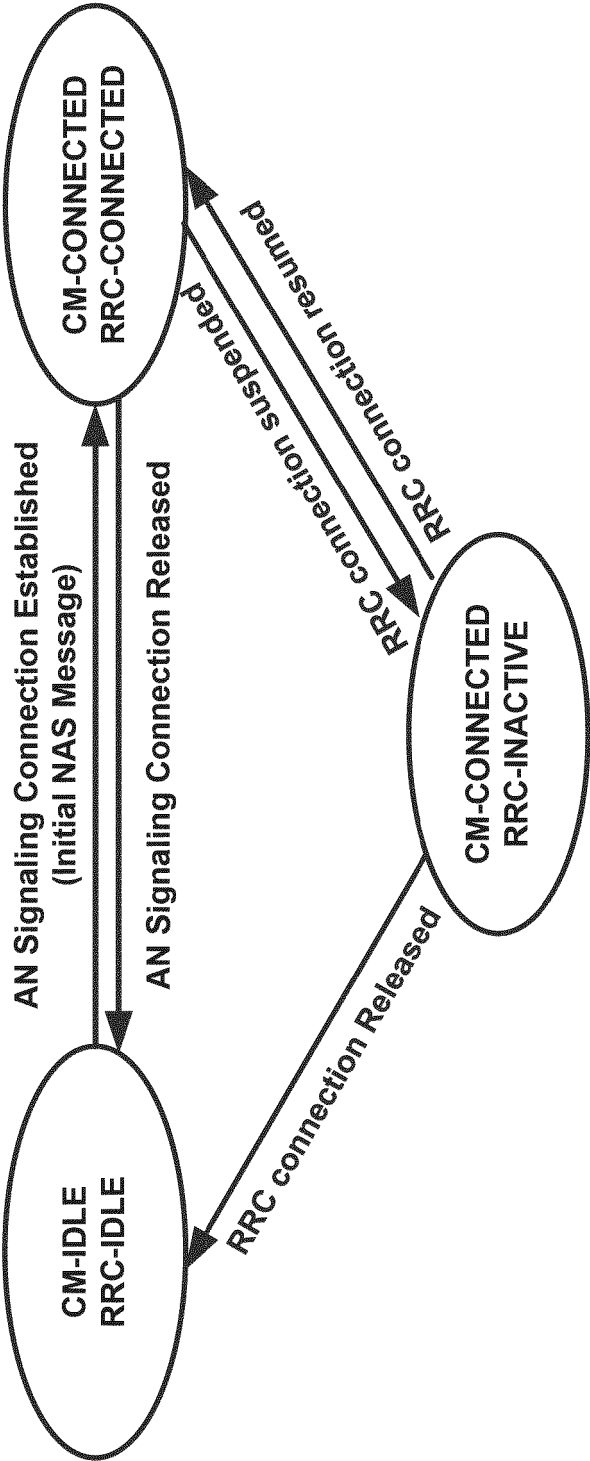 AN Signaling Connection Established
(Initial NAS Message)
CM-IDLE
RRC-IDLE
CM-CONNECTED
RRC-CONNECTED
AN Signaling Connection Released
RRC connection Released
RRC connection suspended
RRC connection resumed
CM-CONNECTED
RRC-INACTIVE